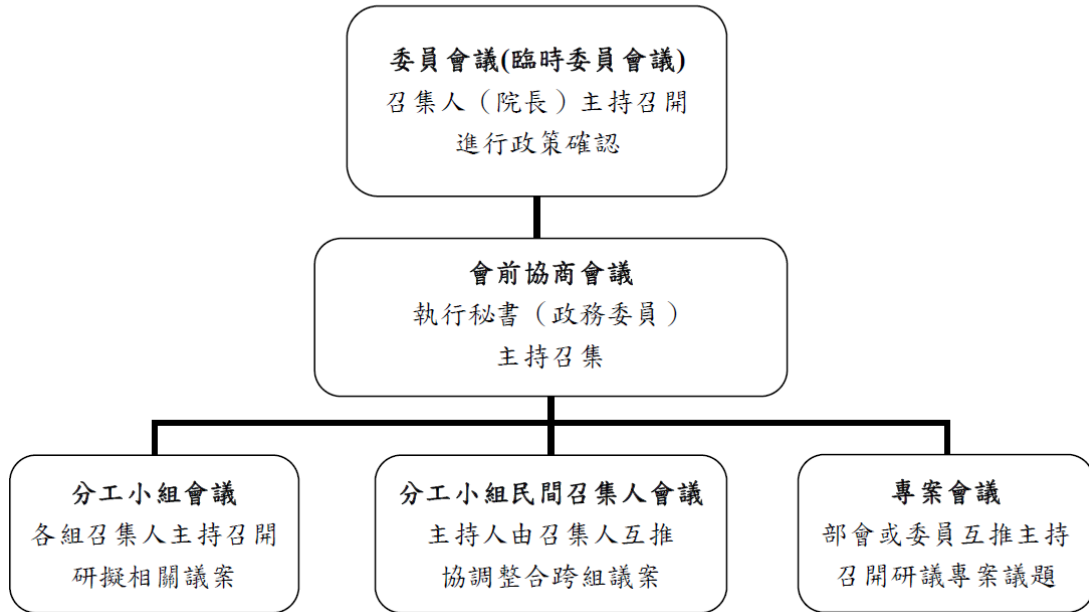 委員會議(臨時委員會議)
召集人（院長）主持召開
進行政策確認
會前協商會議
執行秘書（政務委員）
主持召集
分工小組會議
各組召集人主持召開
研擬相關議案
分工小組民間召集人會議
主持人由召集人互推
協調整合跨組議案
專案會議
部會或委員互推主持
召開研議專案議題